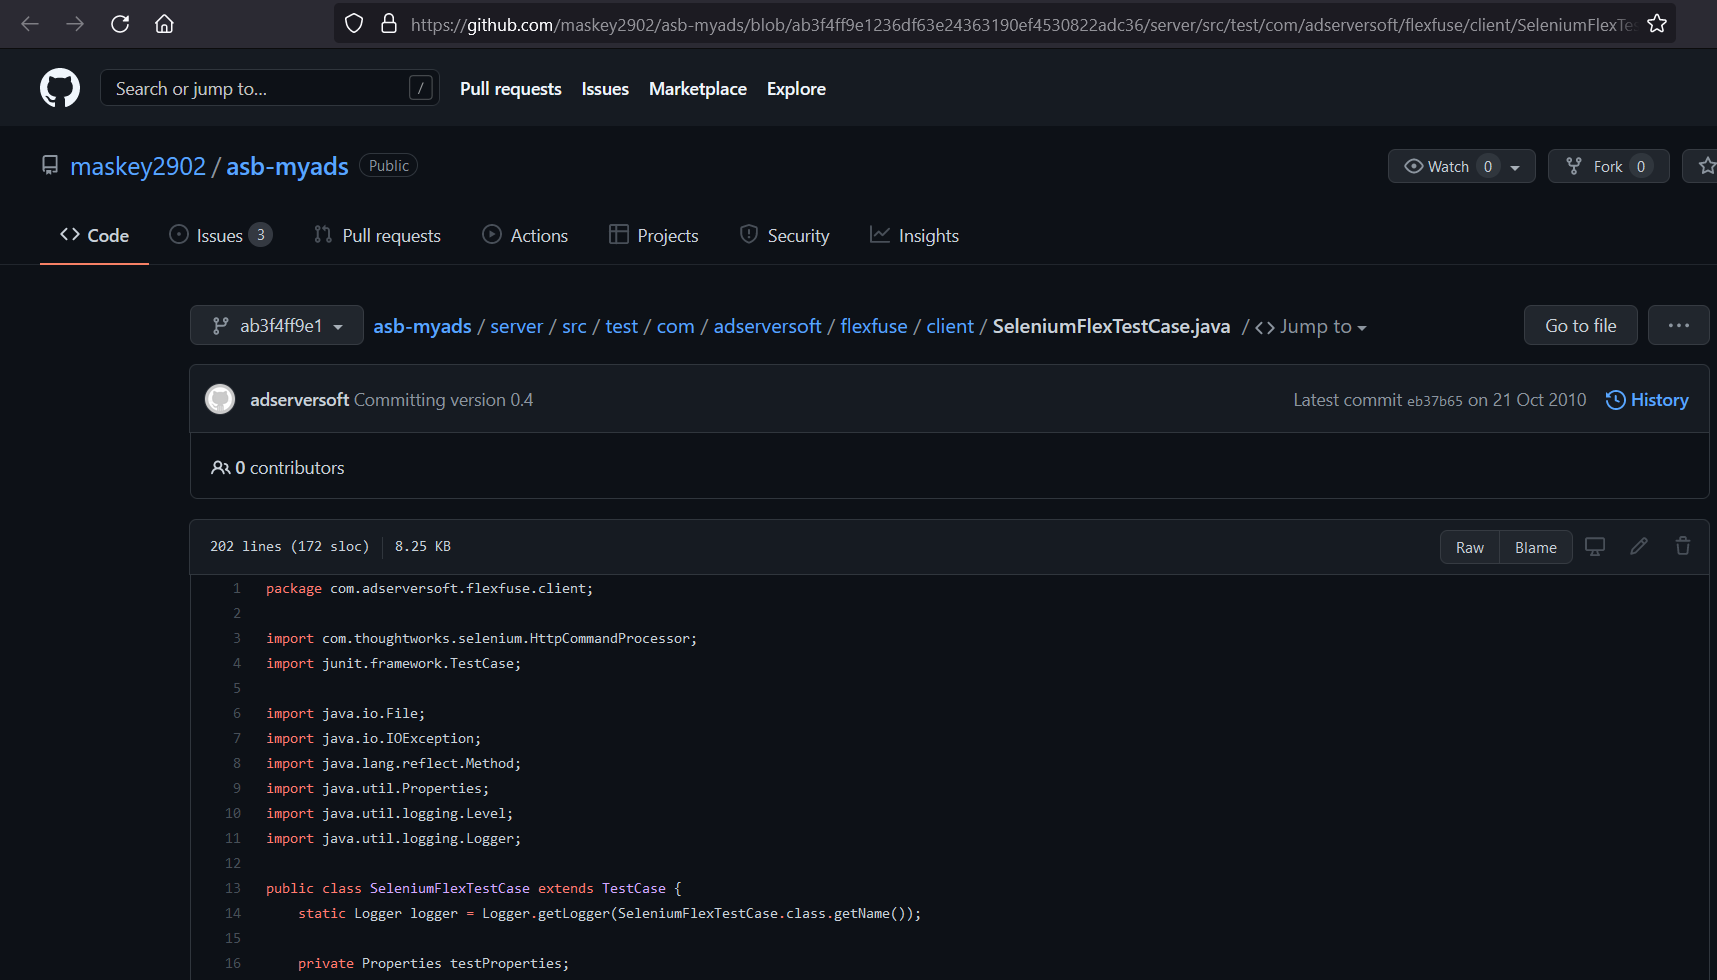 https://github.com/maskey2902/asb-myads/blob/ab3f4ff9e1236df63e24363190ef4530822adc36/server/src/test/com/adserversoft/flexfuse/client/SeleniumFlexTes
Search or jump to... /
Pull requests Issues Marketplace Explore
maskey2902 / asb-myads Public
Watch 0 Fork 0
Code Issues 3 Pull requests Actions Projects Security Insights
ab3f4ff9e1 asb-myads / server / src / test / com / adserversoft / flexfuse / client / SeleniumFlexTestCase.java / <> Jump to Go to file ...
adserversoft Committing version 0.4 Latest commit eb37b65 on 21 Oct 2010 History
0 contributors
202 lines (172 sloc) 8.25 KB Raw Blame
1 package com.adserversoft.flexfuse.client;
2
3 import com.thoughtworks.selenium.HttpCommandProcessor;
4 import junit.framework.TestCase;
5
6 import java.io.File;
7 import java.io.IOException;
8 import java.lang.reflect.Method;
9 import java.util.Properties;
10 import java.util.logging.Level;
11 import java.util.logging.Logger;
12
13 public class SeleniumFlexTestCase extends TestCase {
14 static Logger logger = Logger.getLogger(SeleniumFlexTestCase.class.getName());
15
16 private Properties testProperties;